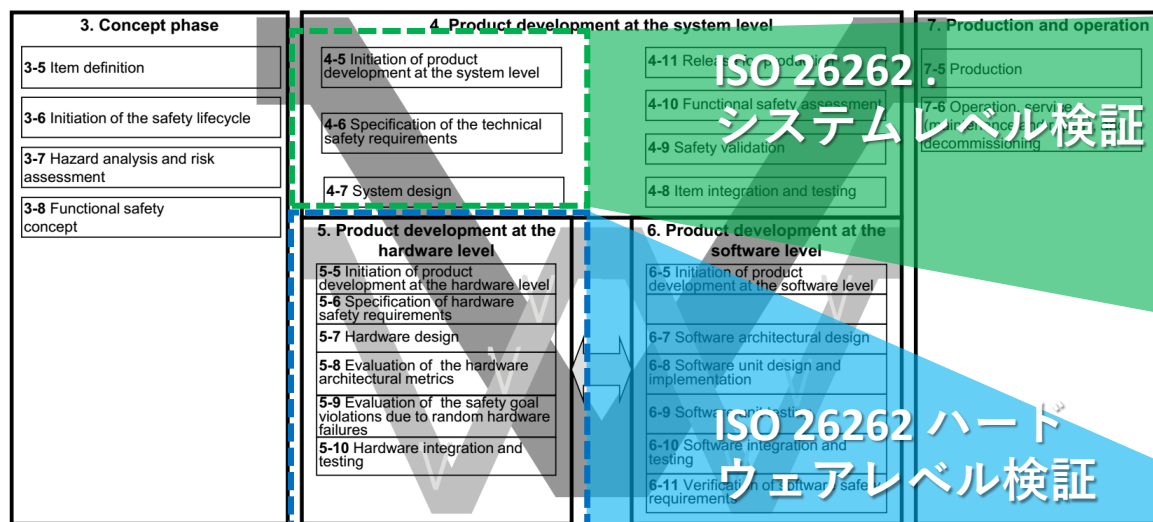 3. Concept phase
3-5 Item definition
3-6 Initiation of the safety lifecycle
3-7 Hazard analysis and risk
assessment
3-8 Functional safety
concept
4. Product development at the system level
4-5 Initiation of product
development at the system level
4-6 Specification of the technical
safety requirements
4-7 System design
4-11 Release for production
4-10 Functional safety assessment
4-9 Safety validation
4-8 Item integration and testing
7. Production and operation
7-5 Production
7-6 Operation, service
(maintenance and
decommissioning
ISO 26262 :
システムレベル検証
5. Product development at the
hardware level
5-5 Initiation of product
development at the hardware level
5-6 Specification of hardware
safety requirements
5-7 Hardware design
5-8 Evaluation of the hardware
architectural metrics
5-9 Evaluation of the safety goal
violations due to random hardware
failures
5-10 Hardware integration and
testing
6. Product development at the
software level
6-5 Initiation of product
development at the software level
6-7 Software architectural design
6-8 Software unit design and
implementation
6-9 Software unit testing
6-10 Software integration and
testing
6-11 Verification of software safety
requirements
ISO 26262 ハード
ウェアレベル検証